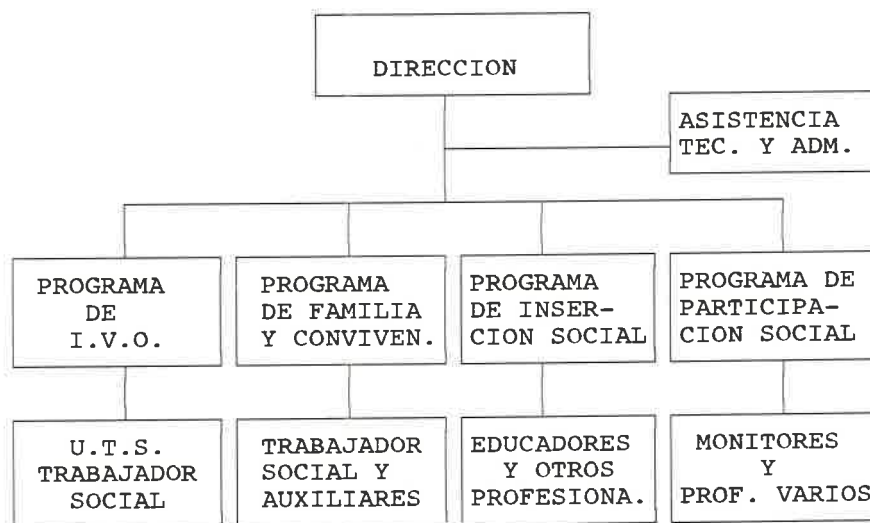 DIRECCION
ASISTENCIA
TEC. Y ADM.
PROGRAMA
DE
I.V.O.
PROGRAMA
DE FAMILIA
Y CONVIVEN.
PROGRAMA
DE INSER-
CION SOCIAL
PROGRAMA DE
PARTICIPA-
CION SOCIAL
U.T.S.
TRABAJADOR
SOCIAL
TRABAJADOR
SOCIAL Y
AUXILIARES
EDUCADORES
Y OTROS
PROFESIONA.
MONITORES
Y
PROF. VARIOS